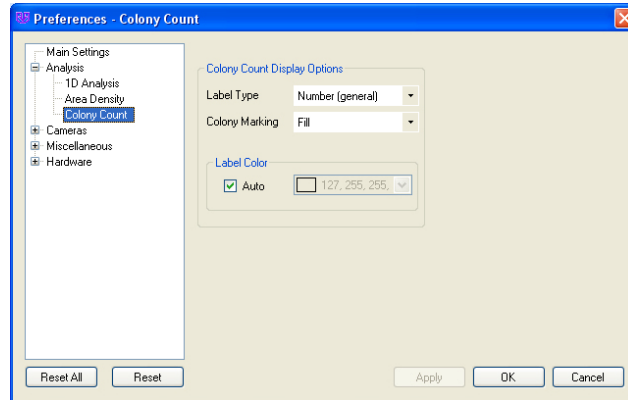 Preferences - Colony Count
Main Settings
Analysis
1D Analysis
Area Density
Colony Count
Cameras
Miscellaneous
Hardware
Colony Count Display Options
Label Type Number (general)
Colony Marking Fill
Label Color
Auto 127, 255, 255,
Reset All Reset Apply OK Cancel